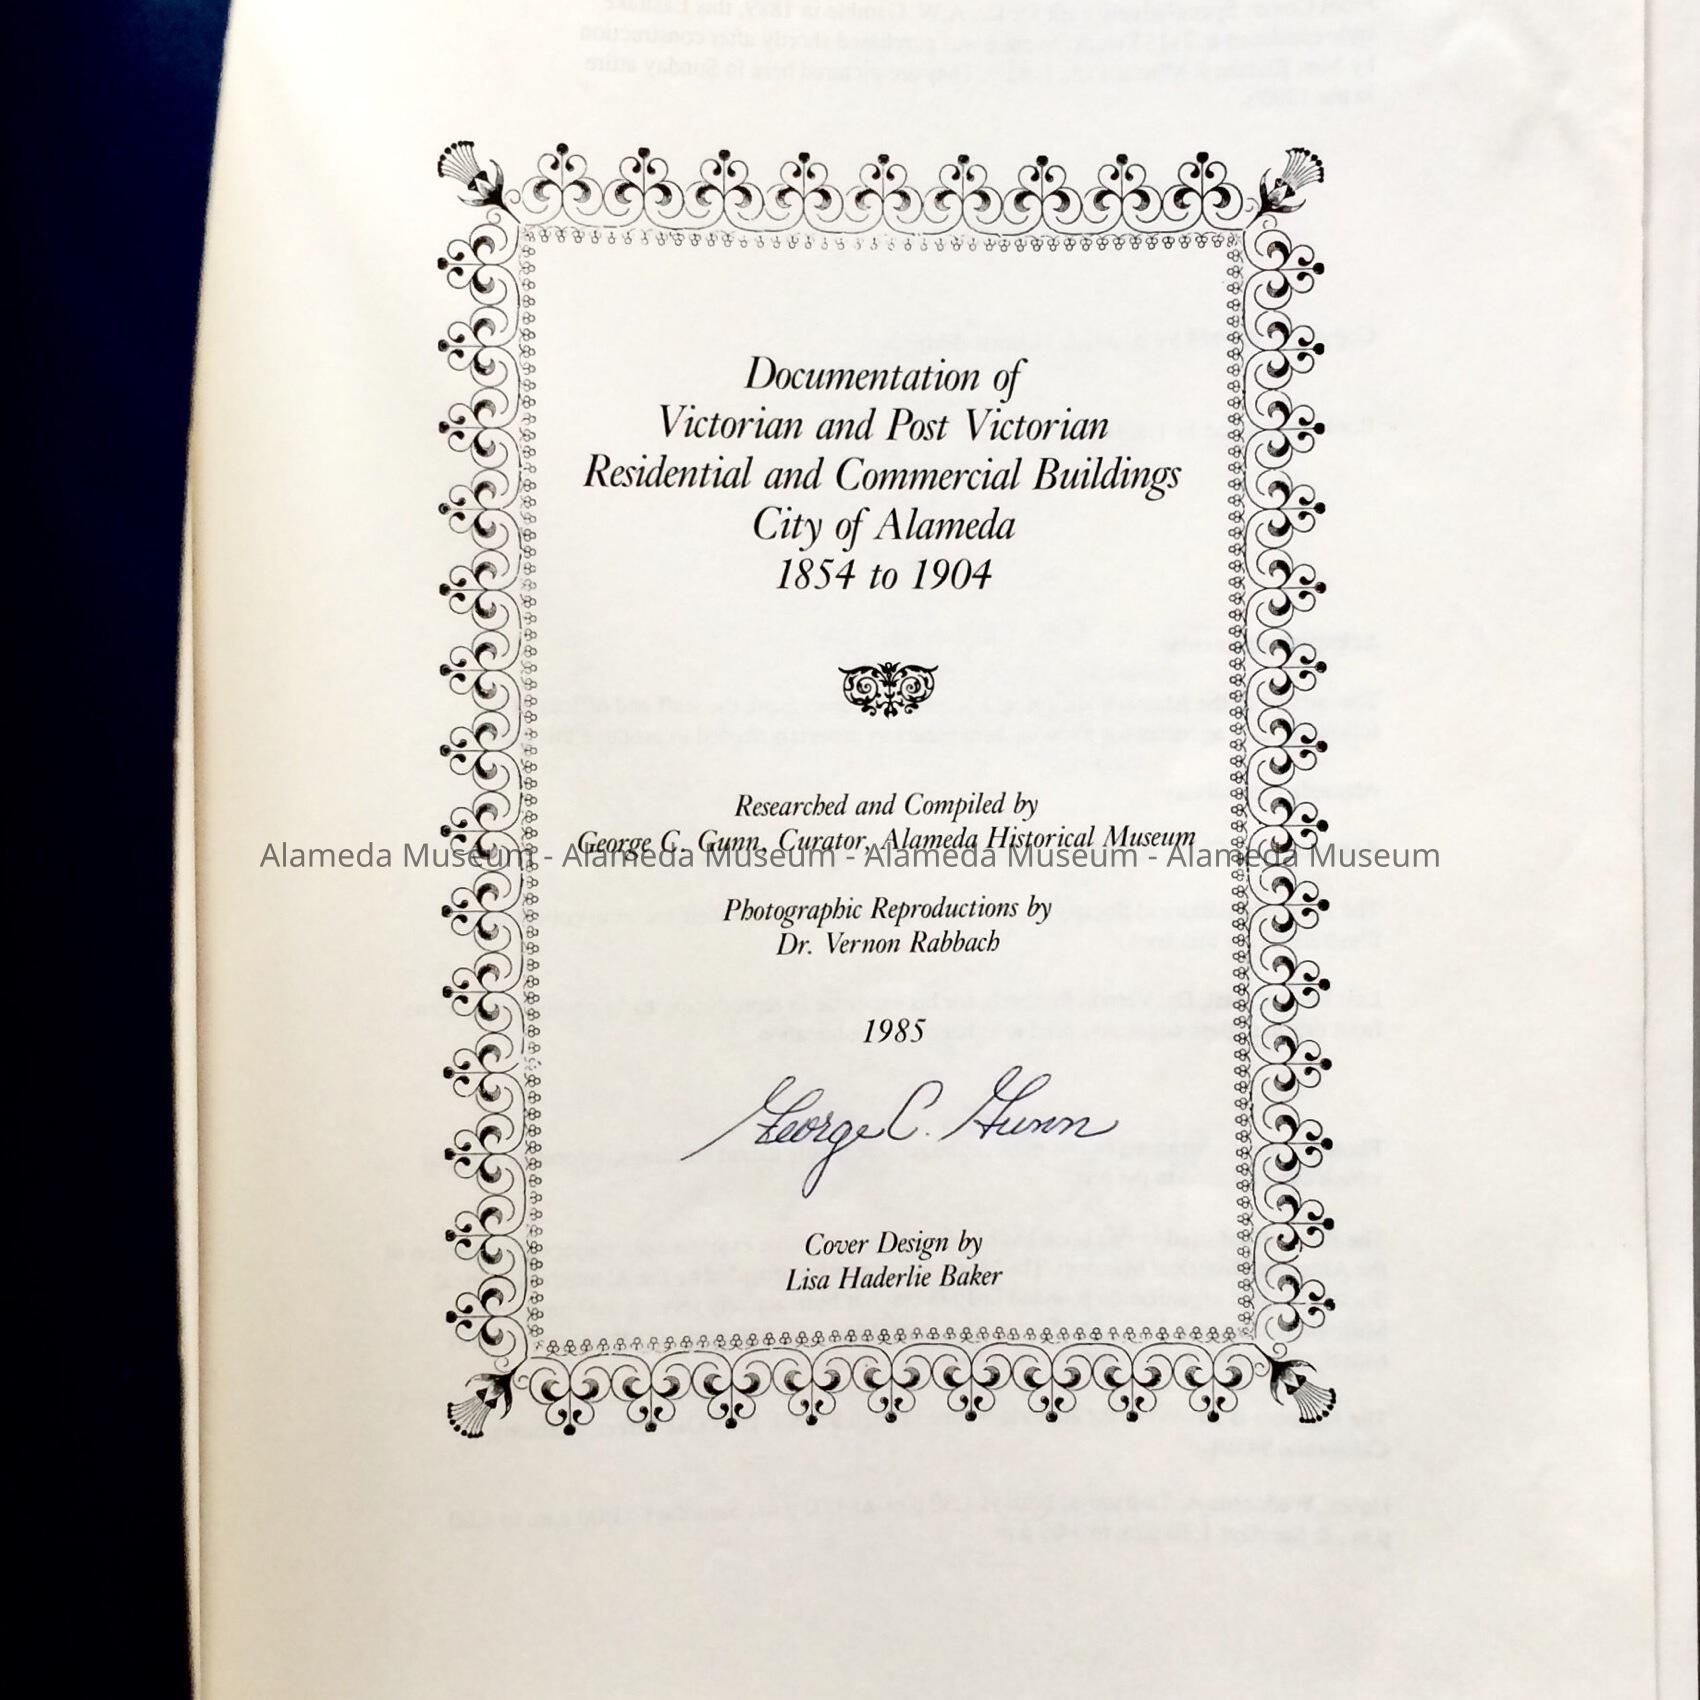 Documentation of
Victorian and Post Victorian
Residential and Commercial Buildings
City of Alameda
1854 to 1904
Researched and Compiled by
George C. Gunn, Curator, Alameda Historical Museum
Alameda Museum - Alameda Museum - Alameda Museum - Alameda Museum
Photographic Reproductions by
Dr. Vernon Rabbach
1985
George C. Gunn
Cover Design by
Lisa Haderlie Baker